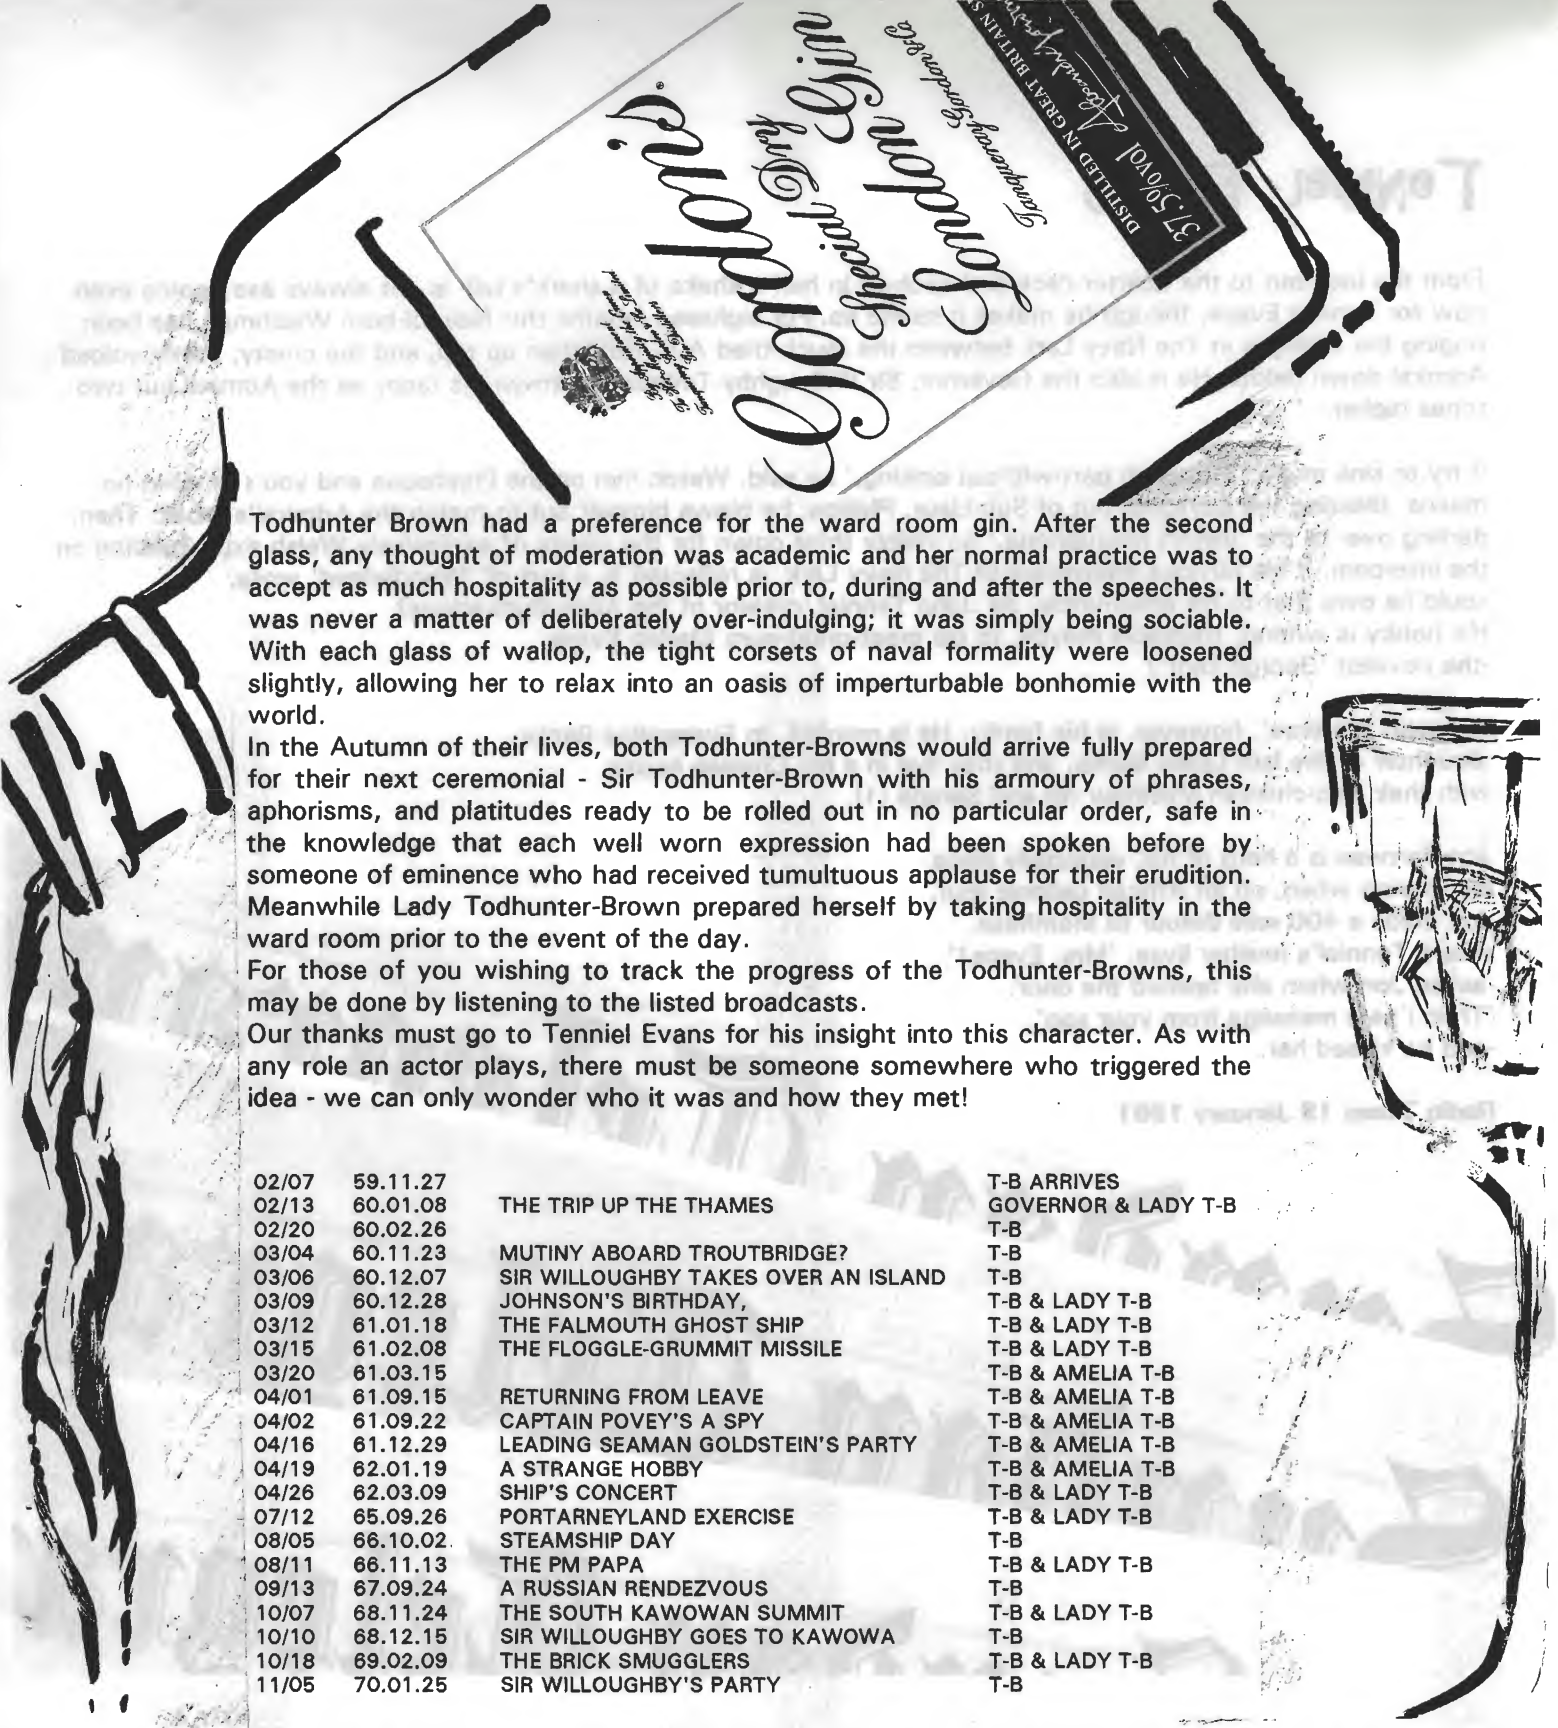 Gordon's
Special Dry
London Gin
Tanqueray Gordon & Co.
DISTILLED IN GREAT BRITAIN
37.5%vol
Todhunter Brown had a preference for the ward room gin. After the second
glass, any thought of moderation was academic and her normal practice was to
accept as much hospitality as possible prior to, during and after the speeches. It
was never a matter of deliberately over-indulging; it was simply being sociable.
With each glass of wallop, the tight corsets of naval formality were loosened
slightly, allowing her to relax into an oasis of imperturbable bonhomie with the
world.
In the Autumn of their lives, both Todhunter-Browns would arrive fully prepared
for their next ceremonial - Sir Todhunter-Brown with his armoury of phrases,
aphorisms, and platitudes ready to be rolled out in no particular order, safe in
the knowledge that each well worn expression had been spoken before by
someone of eminence who had received tumultuous applause for their erudition.
Meanwhile Lady Todhunter-Brown prepared herself by taking hospitality in the
ward room prior to the event of the day.
For those of you wishing to track the progress of the Todhunter-Browns, this
may be done by listening to the listed broadcasts.
Our thanks must go to Tenniel Evans for his insight into this character. As with
any role an actor plays, there must be someone somewhere who triggered the
idea - we can only wonder who it was and how they met!
02/07 59.11.27 T-B ARRIVES
02/13 60.01.08 THE TRIP UP THE THAMES GOVERNOR & LADY T-B
02/20 60.02.26 T-B
03/04 60.11.23 MUTINY ABOARD TROUTBRIDGE? T-B
03/06 60.12.07 SIR WILLOUGHBY TAKES OVER AN ISLAND T-B
03/09 60.12.28 JOHNSON'S BIRTHDAY, T-B & LADY T-B
03/12 61.01.18 THE FALMOUTH GHOST SHIP T-B & LADY T-B
03/15 61.02.08 THE FLOGGLE-GRUMMIT MISSILE T-B & LADY T-B
03/20 61.03.15 T-B & AMELIA T-B
04/01 61.09.15 RETURNING FROM LEAVE T-B & AMELIA T-B
04/02 61.09.22 CAPTAIN POVEY'S A SPY T-B & AMELIA T-B
04/16 61.12.29 LEADING SEAMAN GOLDSTEIN'S PARTY T-B & AMELIA T-B
04/19 62.01.19 A STRANGE HOBBY T-B & AMELIA T-B
04/26 62.03.09 SHIP'S CONCERT T-B & LADY T-B
07/12 65.09.26 PORTARNEYLAND EXERCISE T-B & LADY T-B
08/05 66.10.02 STEAMSHIP DAY T-B
08/11 66.11.13 THE PM PAPA T-B & LADY T-B
09/13 67.09.24 A RUSSIAN RENDEZVOUS T-B
10/07 68.11.24 THE SOUTH KAWOWAN SUMMIT T-B & LADY T-B
10/10 68.12.15 SIR WILLOUGHBY GOES TO KAWOWA T-B
10/18 69.02.09 THE BRICK SMUGGLERS T-B & LADY T-B
11/05 70.01.25 SIR WILLOUGHBY'S PARTY T-B